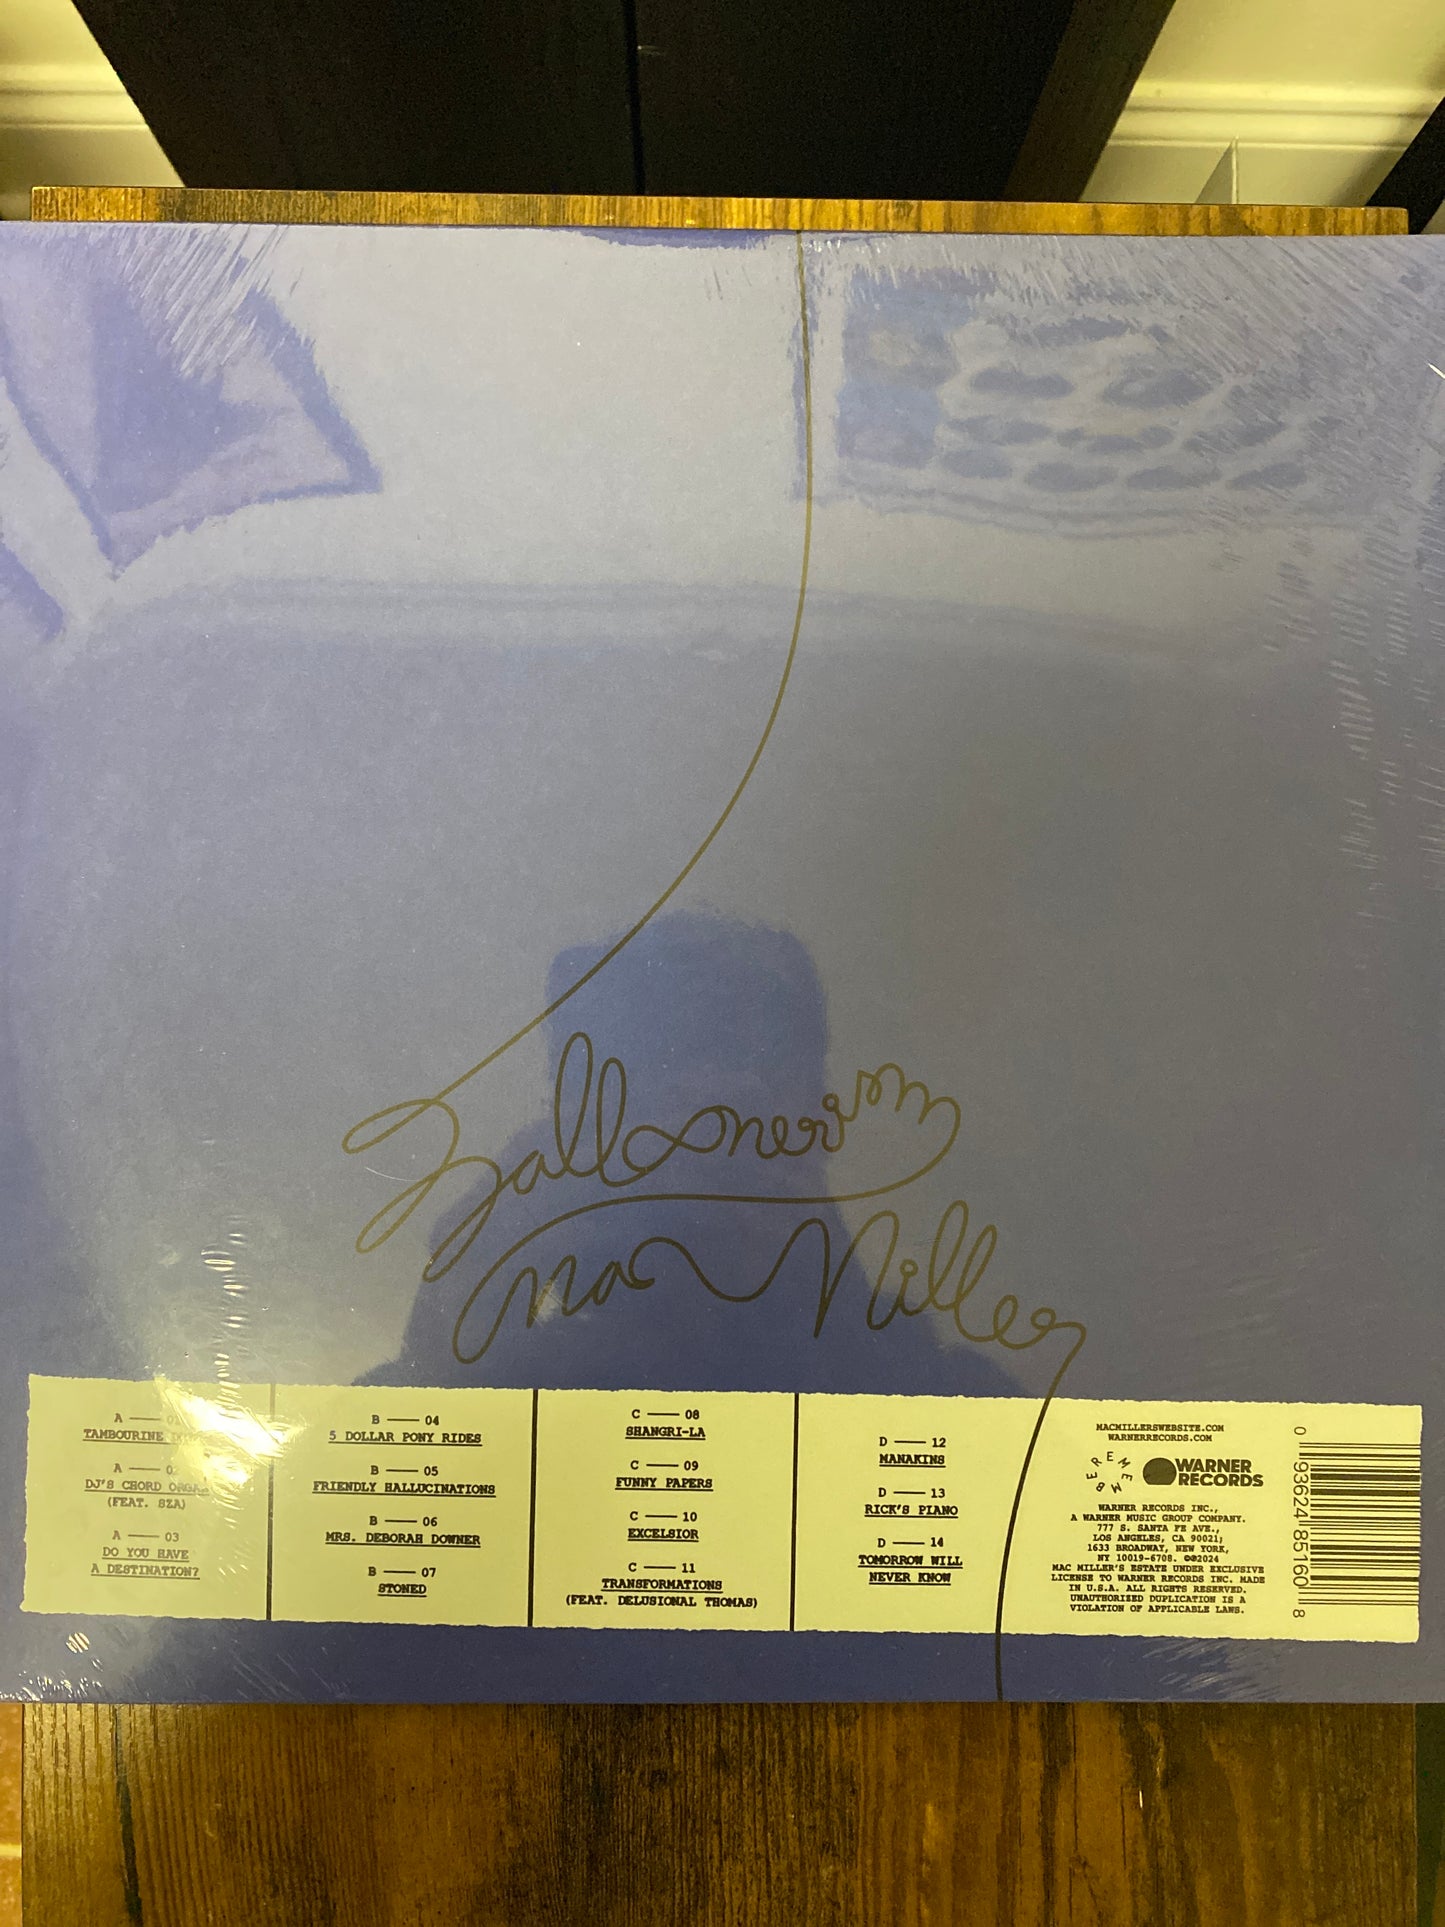 Balloonerism
Mac Miller
A — 01
TAMBOURINE
A — 02
DJ'S CHORD ORGAN
(FEAT. SZA)
A — 03
DO YOU HAVE
A DESTINATION?
B — 04
5 DOLLAR PONY RIDES
B — 05
FRIENDLY HALLUCINATIONS
B — 06
MRS. DEBORAH DOWNER
B — 07
STONED
C — 08
SHANGRI-LA
C — 09
FUNNY PAPERS
C — 10
EXCELSIOR
C — 11
TRANSFORMATIONS
(FEAT. DELUSIONAL THOMAS)
D — 12
MANAKINS
D — 13
RICK'S PIANO
D — 14
TOMORROW WILL
NEVER KNOW
MACMILLERSWEBSITE.COM
WARNERRECORDS.COM
REMEMBER
WARNER
RECORDS
WARNER RECORDS INC.,
A WARNER MUSIC GROUP COMPANY.
777 S. SANTA FE AVE.,
LOS ANGELES, CA 90021,
1633 BROADWAY, NEW YORK,
NY 10019-6708. ©℗2024
MAC MILLER'S ESTATE UNDER EXCLUSIVE
LICENSE TO WARNER RECORDS INC. MADE
IN U.S.A. ALL RIGHTS RESERVED.
UNAUTHORIZED DUPLICATION IS A
VIOLATION OF APPLICABLE LAWS.
0 93624 85160 8